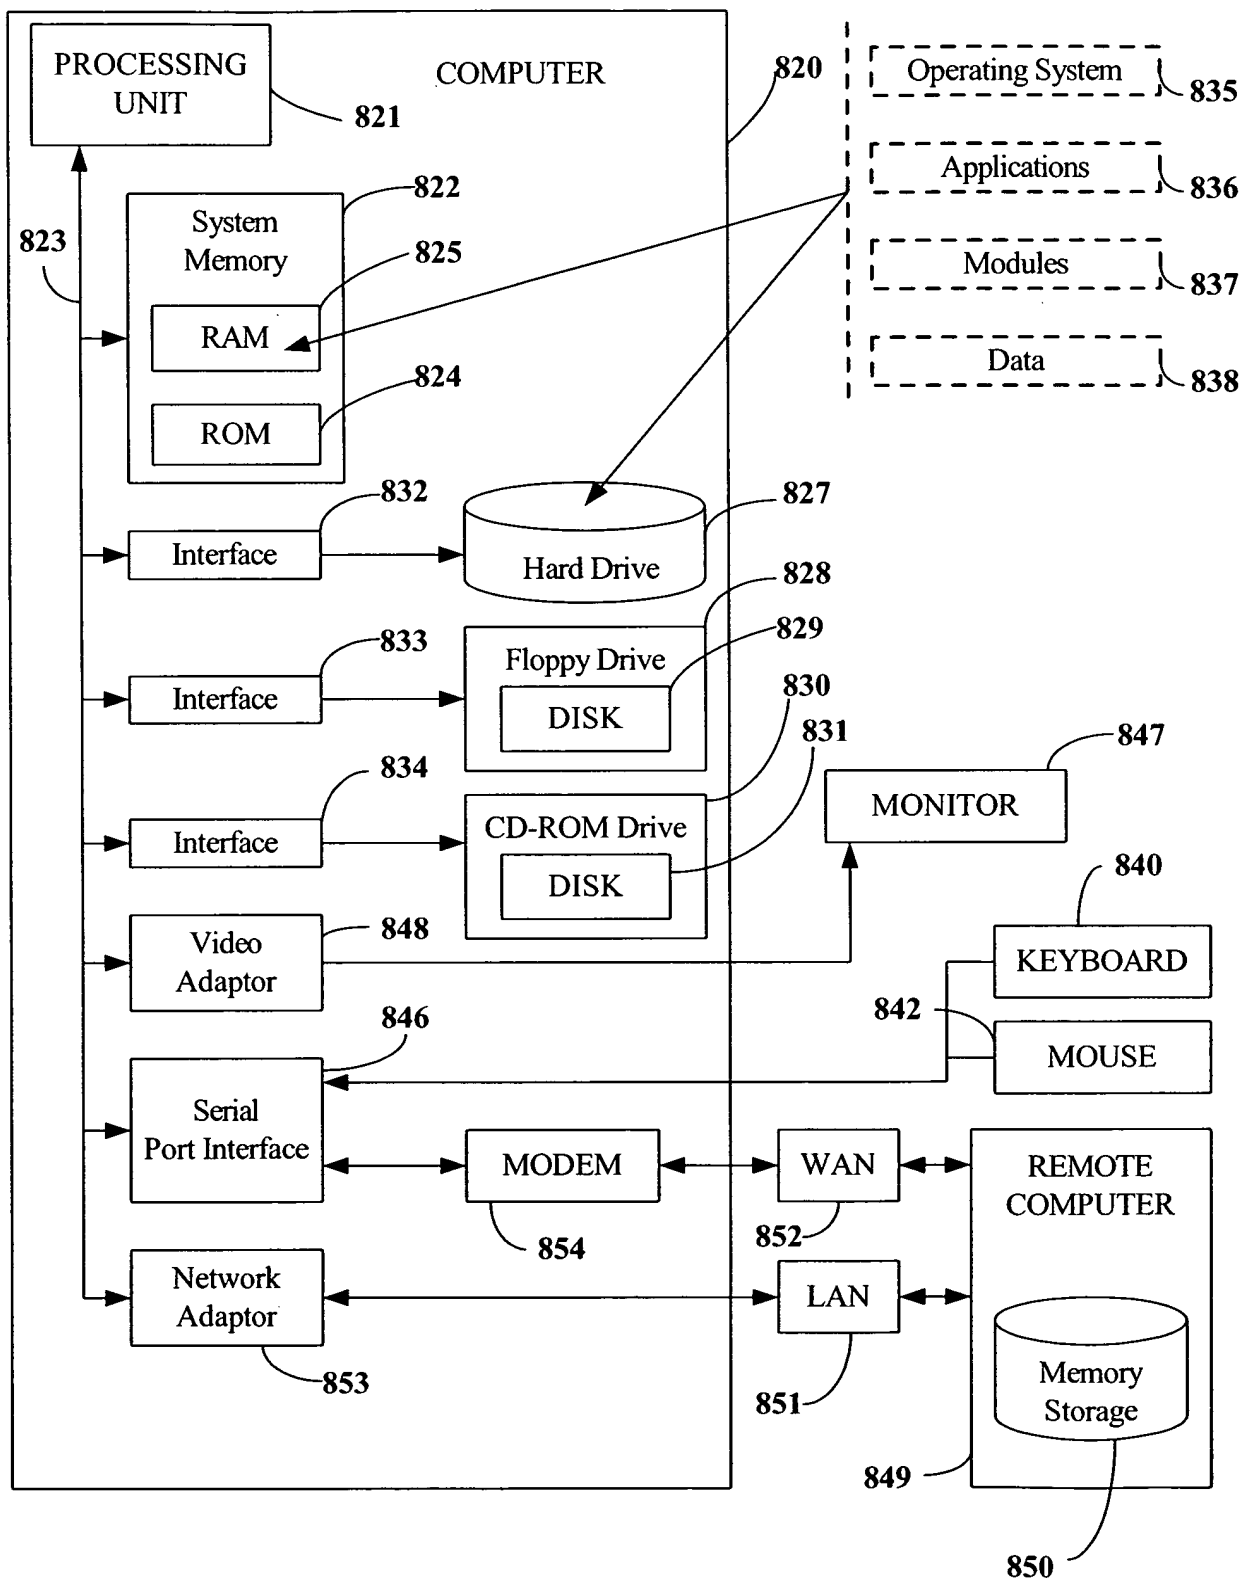 PROCESSING
UNIT
821
COMPUTER
820
Operating System
835
Applications
836
Modules
837
Data
838
823
822
System
Memory
825
RAM
824
ROM
832
Interface
827
Hard Drive
828
833
Interface
829
Floppy Drive
DISK
830
831
834
Interface
CD-ROM Drive
DISK
847
MONITOR
840
KEYBOARD
842
MOUSE
848
Video
Adaptor
846
Serial
Port Interface
MODEM
854
WAN
852
REMOTE
COMPUTER
Network
Adaptor
853
LAN
851
Memory
Storage
849
850